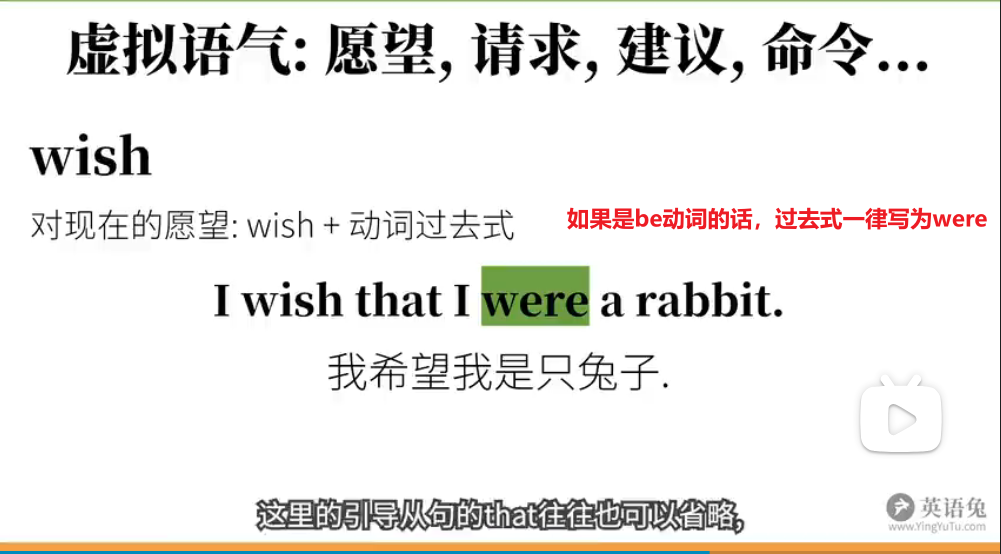 虚拟语气: 愿望, 请求, 建议, 命令...
wish
对现在的愿望: wish + 动词过去式
如果是be动词的话，过去式一律写为were
I wish that I were a rabbit.
我希望我是只兔子.
这里的引导从句的that往往也可以省略,
英语兔
www.YingYuTu.com